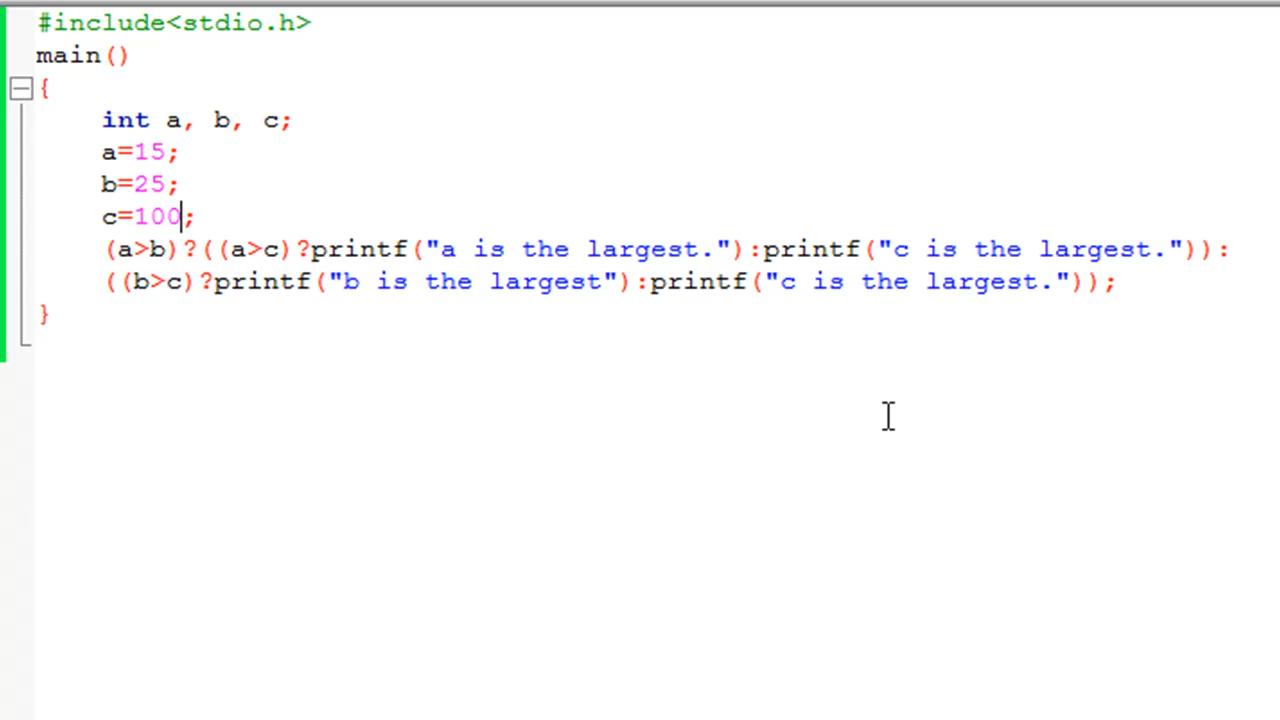 #include<stdio.h>
main()
{
int a, b, c;
a=15;
b=25;
c=100;
(a>b)?((a>c)?printf("a is the largest."):printf("c is the largest.")):
((b>c)?printf("b is the largest"):printf("c is the largest."));
}